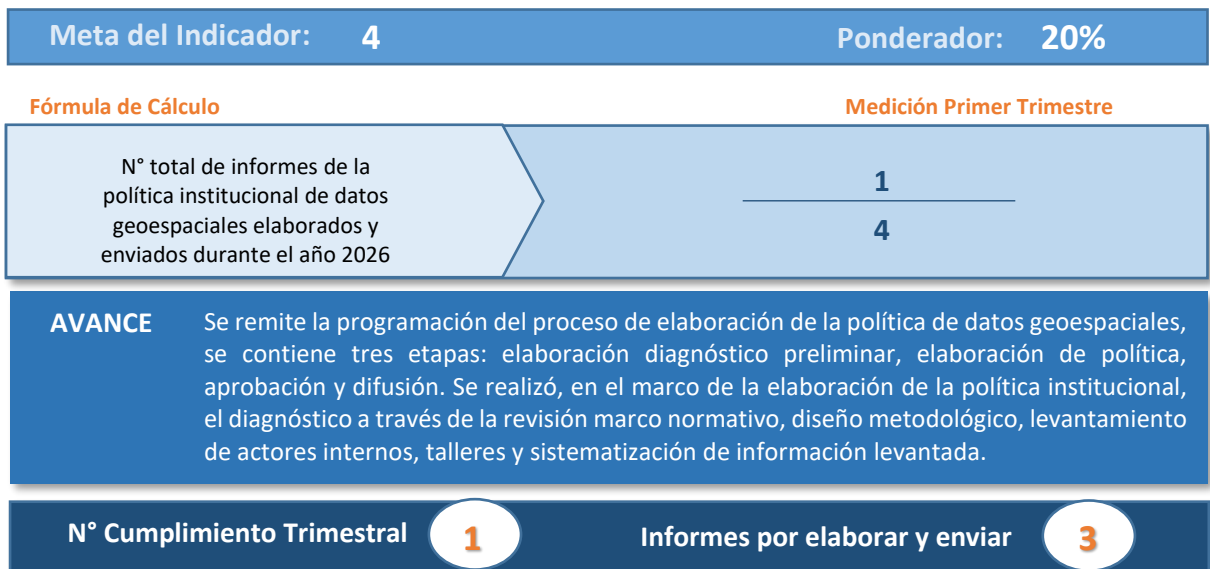 Meta del Indicador: 4 Ponderador: 20%
Fórmula de Cálculo Medición Primer Trimestre
N° total de informes de la
política institucional de datos
geoespaciales elaborados y
enviados durante el año 2026
1
4
AVANCE Se remite la programación del proceso de elaboración de la política de datos geoespaciales,
se contiene tres etapas: elaboración diagnóstico preliminar, elaboración de política,
aprobación y difusión. Se realizó, en el marco de la elaboración de la política institucional,
el diagnóstico a través de la revisión marco normativo, diseño metodológico, levantamiento
de actores internos, talleres y sistematización de información levantada.
N° Cumplimiento Trimestral 1 Informes por elaborar y enviar 3